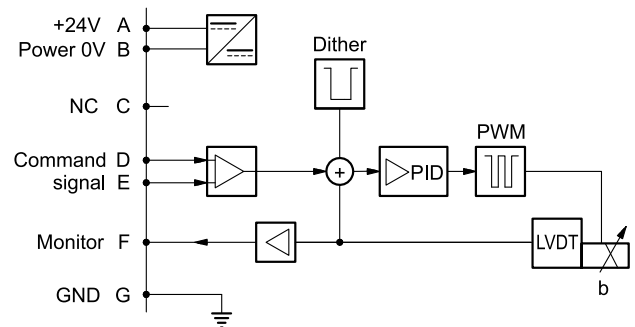 +24V A
Power 0V B
Dither
NC C
PWM
Command D
signal E
+
PID
Monitor F
LVDT
b
GND G